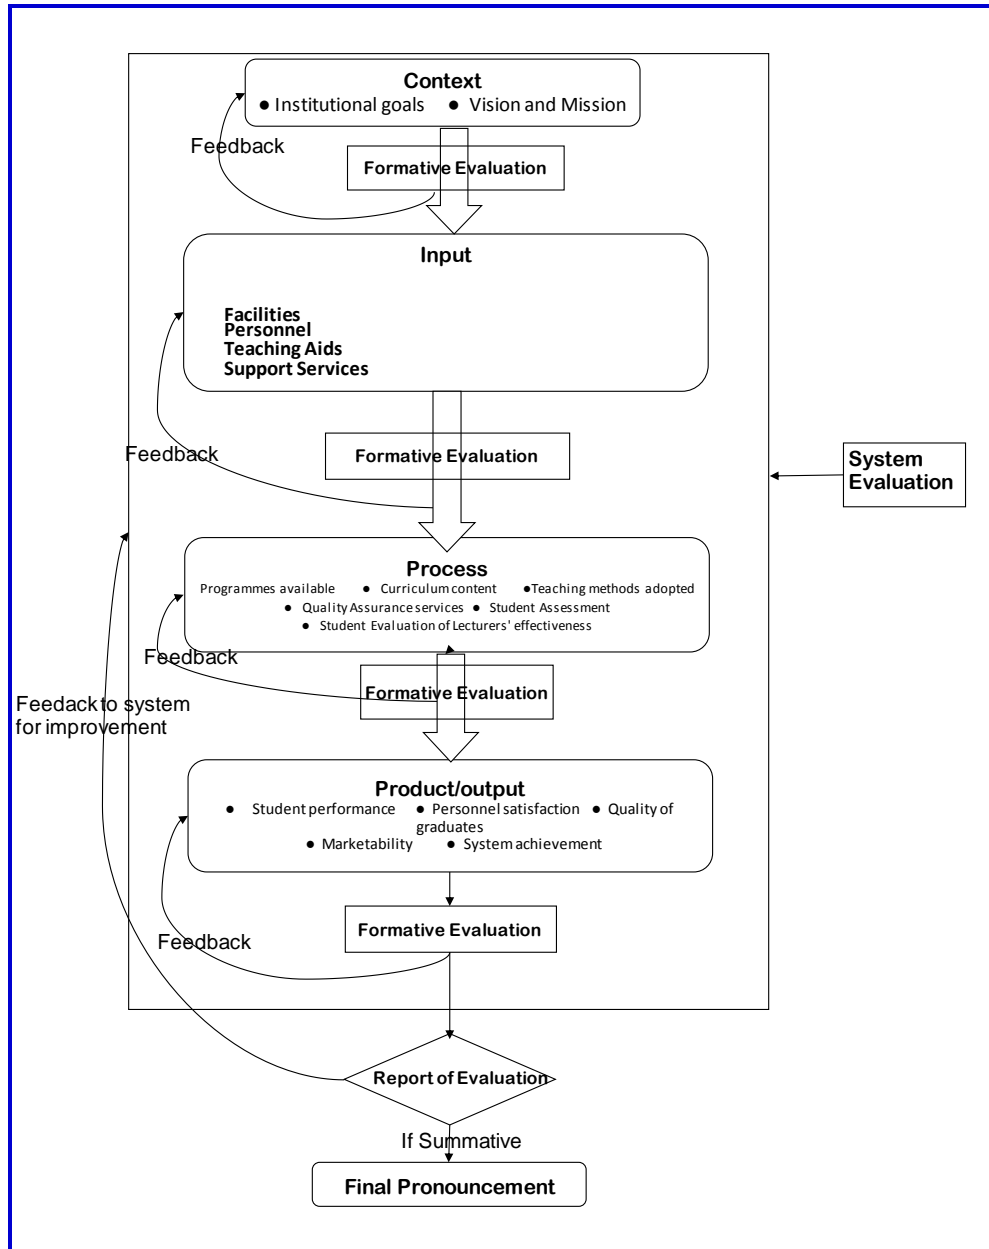 Context
● Institutional goals ● Vision and Mission
Feedback
Formative Evaluation
Input
Facilities
Personnel
Teaching Aids
Support Services
Feedback
Formative Evaluation
System
Evaluation
Process
Programmes available ● Curriculum content ●Teaching methods adopted
● Quality Assurance services ● Student Assessment
● Student Evaluation of Lecturers' effectiveness
Feedback
Formative Evaluation
Feedack to system
for improvement
Product/output
● Student performance ● Personnel satisfaction ● Quality of
graduates
● Marketability ● System achievement
Formative Evaluation
Feedback
Report of Evaluation
If Summative
Final Pronouncement